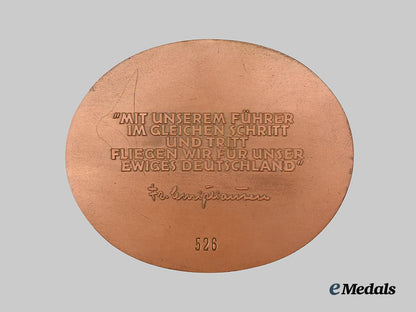 "MIT UNSEREM FÜHRER
IM GLEICHEN SCHRITT
UND TRITT
FLIEGEN WIR FÜR UNSER
EWIGES DEUTSCHLAND"
526
eMedals